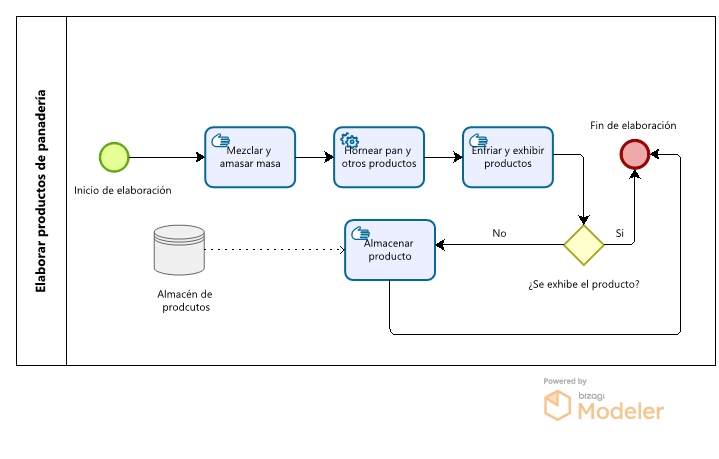 Elaborar productos de panadería
Inicio de elaboración
Mezclar y
amasar masa
Hornear pan y
otros productos
Enfriar y exhibir
productos
Fin de elaboración
No
Si
¿Se exhibe el producto?
Almacenar
producto
Almacén de
prodcutos
Powered by
bizagi
Modeler